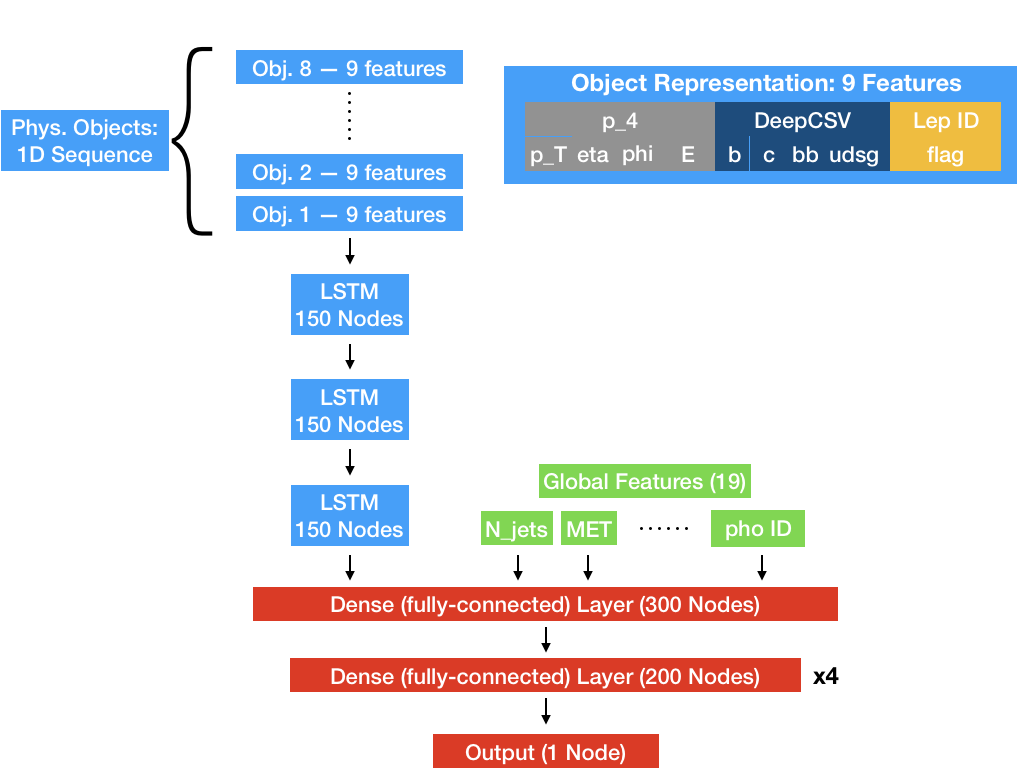 Phys. Objects:
1D Sequence
Obj. 8 — 9 features
Obj. 2 — 9 features
Obj. 1 — 9 features
Object Representation: 9 Features
p_4 DeepCSV Lep ID
p_T eta phi E b c bb udsg flag
LSTM
150 Nodes
LSTM
150 Nodes
LSTM
150 Nodes
Global Features (19)
N_jets MET ...... pho ID
Dense (fully-connected) Layer (300 Nodes)
Dense (fully-connected) Layer (200 Nodes) x4
Output (1 Node)